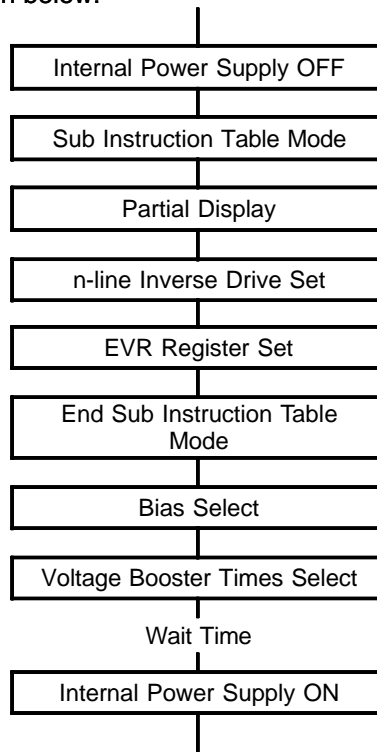 below.
Internal Power Supply OFF
Sub Instruction Table Mode
Partial Display
n-line Inverse Drive Set
EVR Register Set
End Sub Instruction Table
Mode
Bias Select
Voltage Booster Times Select
Wait Time
Internal Power Supply ON